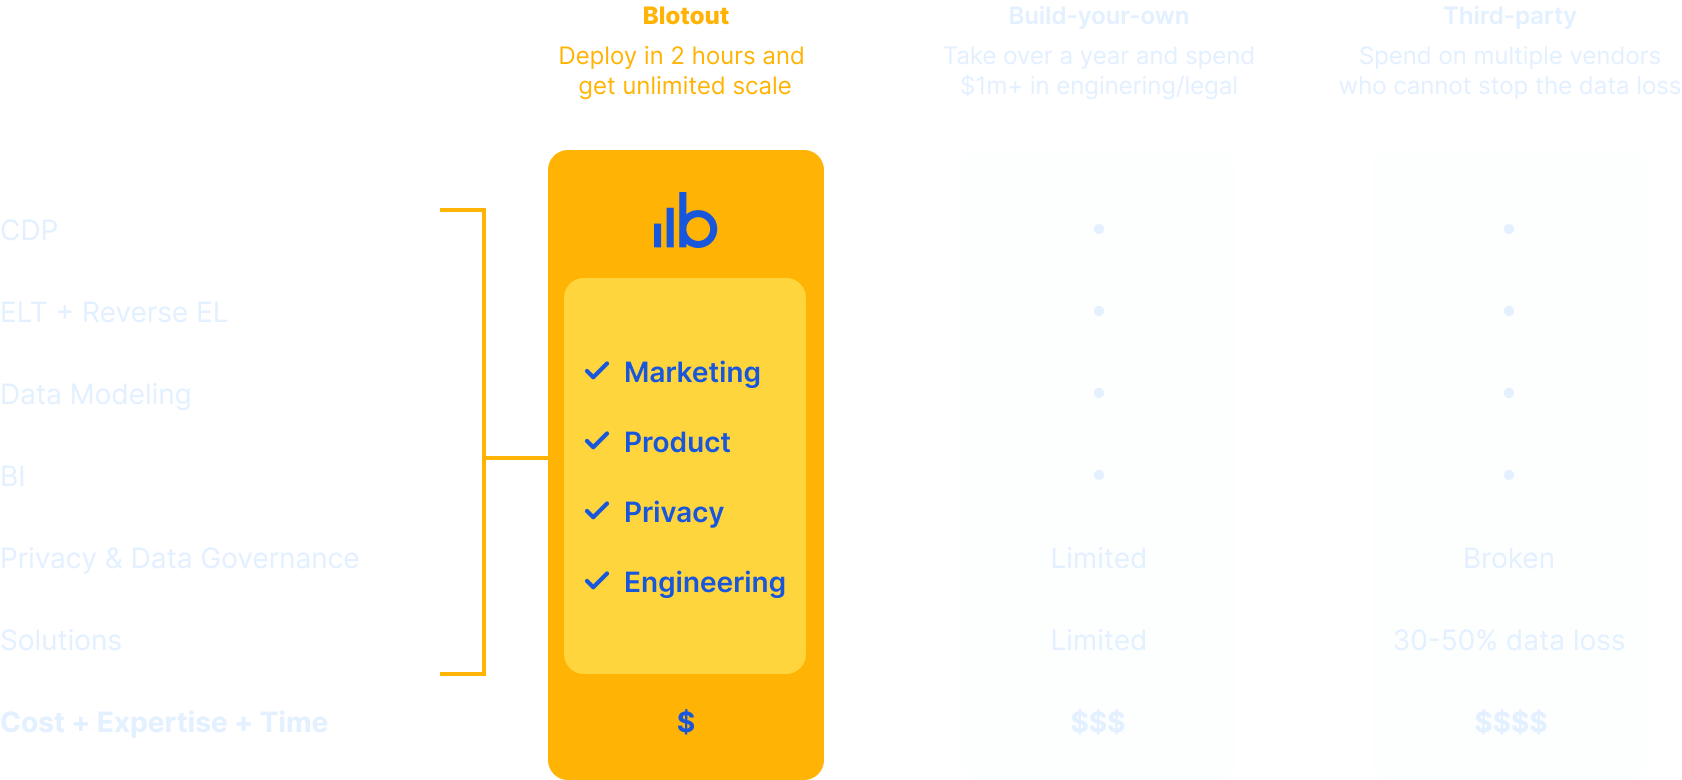 Blotout
Deploy in 2 hours and
get unlimited scale
Build-your-own
Take over a year and spend
$1m+ in enginering/legal
Third-party
Spend on multiple vendors
who cannot stop the data loss
CDP
•
•
ELT + Reverse EL
•
•
Data Modeling
•
•
BI
•
•
Privacy & Data Governance
Limited
Broken
Solutions
Limited
30-50% data loss
b
Marketing
Product
Privacy
Engineering
Cost + Expertise + Time
$
$$$
$$$$